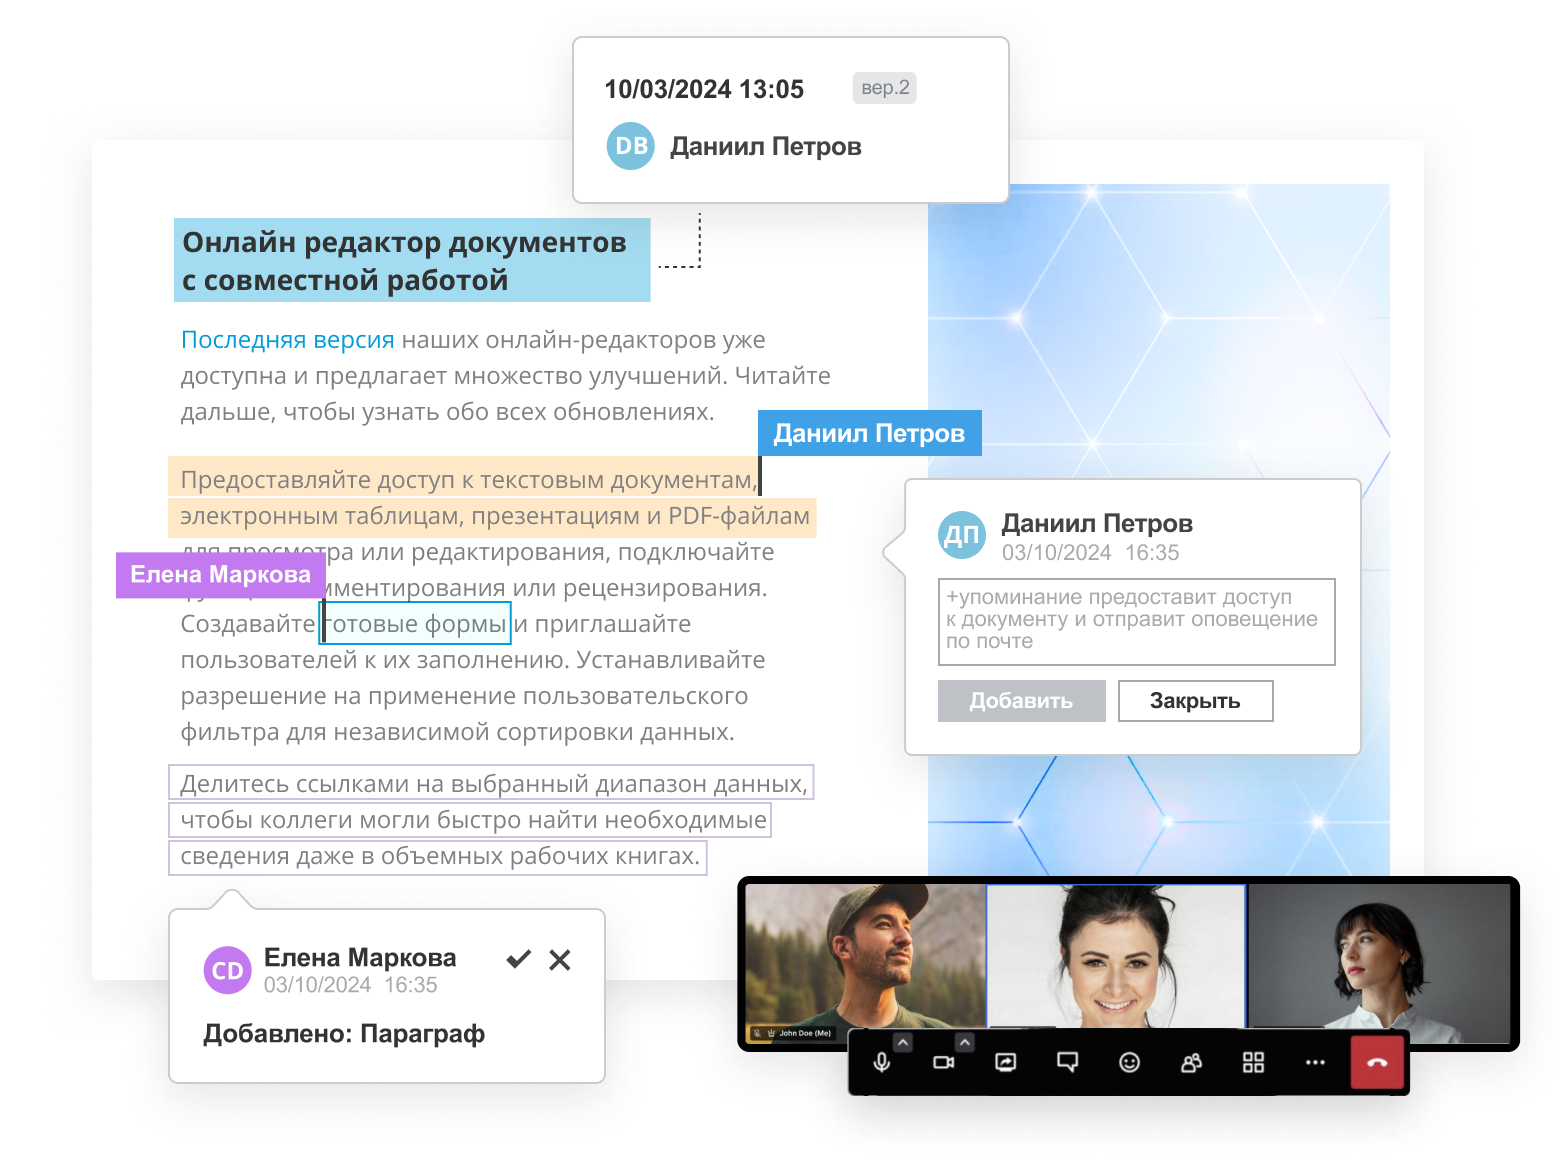 10/03/2024 13:05 вер.2
DB Даниил Петров
Онлайн редактор документов
с совместной работой
Последняя версия наших онлайн-редакторов уже
доступна и предлагает множество улучшений. Читайте
дальше, чтобы узнать обо всех обновлениях.
Даниил Петров
Предоставляйте доступ к текстовым документам,
электронным таблицам, презентациям и PDF-файлам
для просмотра или редактирования, подключайте
Елена Маркова
или рецензирования.
Создавайте готовые формы и приглашайте
пользователей к их заполнению. Устанавливайте
разрешение на применение пользовательского
фильтра для независимой сортировки данных.
Делитесь ссылками на выбранный диапазон данных,
чтобы коллеги могли быстро найти необходимые
сведения даже в объемных рабочих книгах.
ДП Даниил Петров
03/10/2024 16:35
+упоминание предоставит доступ
к документу и отправит оповещение
по почте
Добавить Закрыть
CD Елена Маркова
03/10/2024 16:35
Добавлено: Параграф
John Doe (Me)